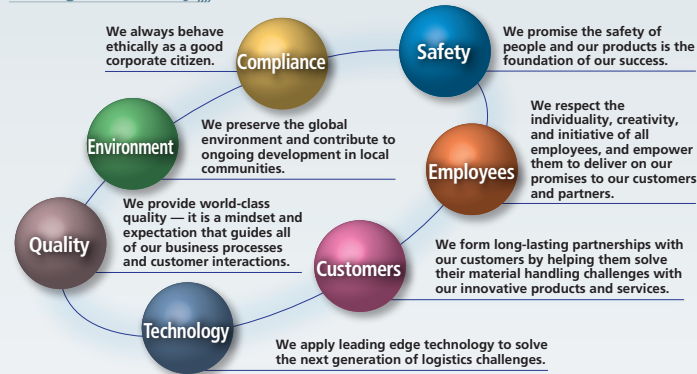 We always behave
ethically as a good
corporate citizen.
Compliance
Safety
We promise the safety of
people and our products is the
foundation of our success.
Environment
We preserve the global
environment and contribute to
ongoing development in local
communities.
Employees
We respect the
individuality, creativity,
and initiative of all
employees, and empower
them to deliver on our
promises to our customers
and partners.
Quality
We provide world-class
quality — it is a mindset and
expectation that guides all
of our business processes
and customer interactions.
Customers
We form long-lasting partnerships with
our customers by helping them solve
their material handling challenges with
our innovative products and services.
Technology
We apply leading edge technology to solve
the next generation of logistics challenges.